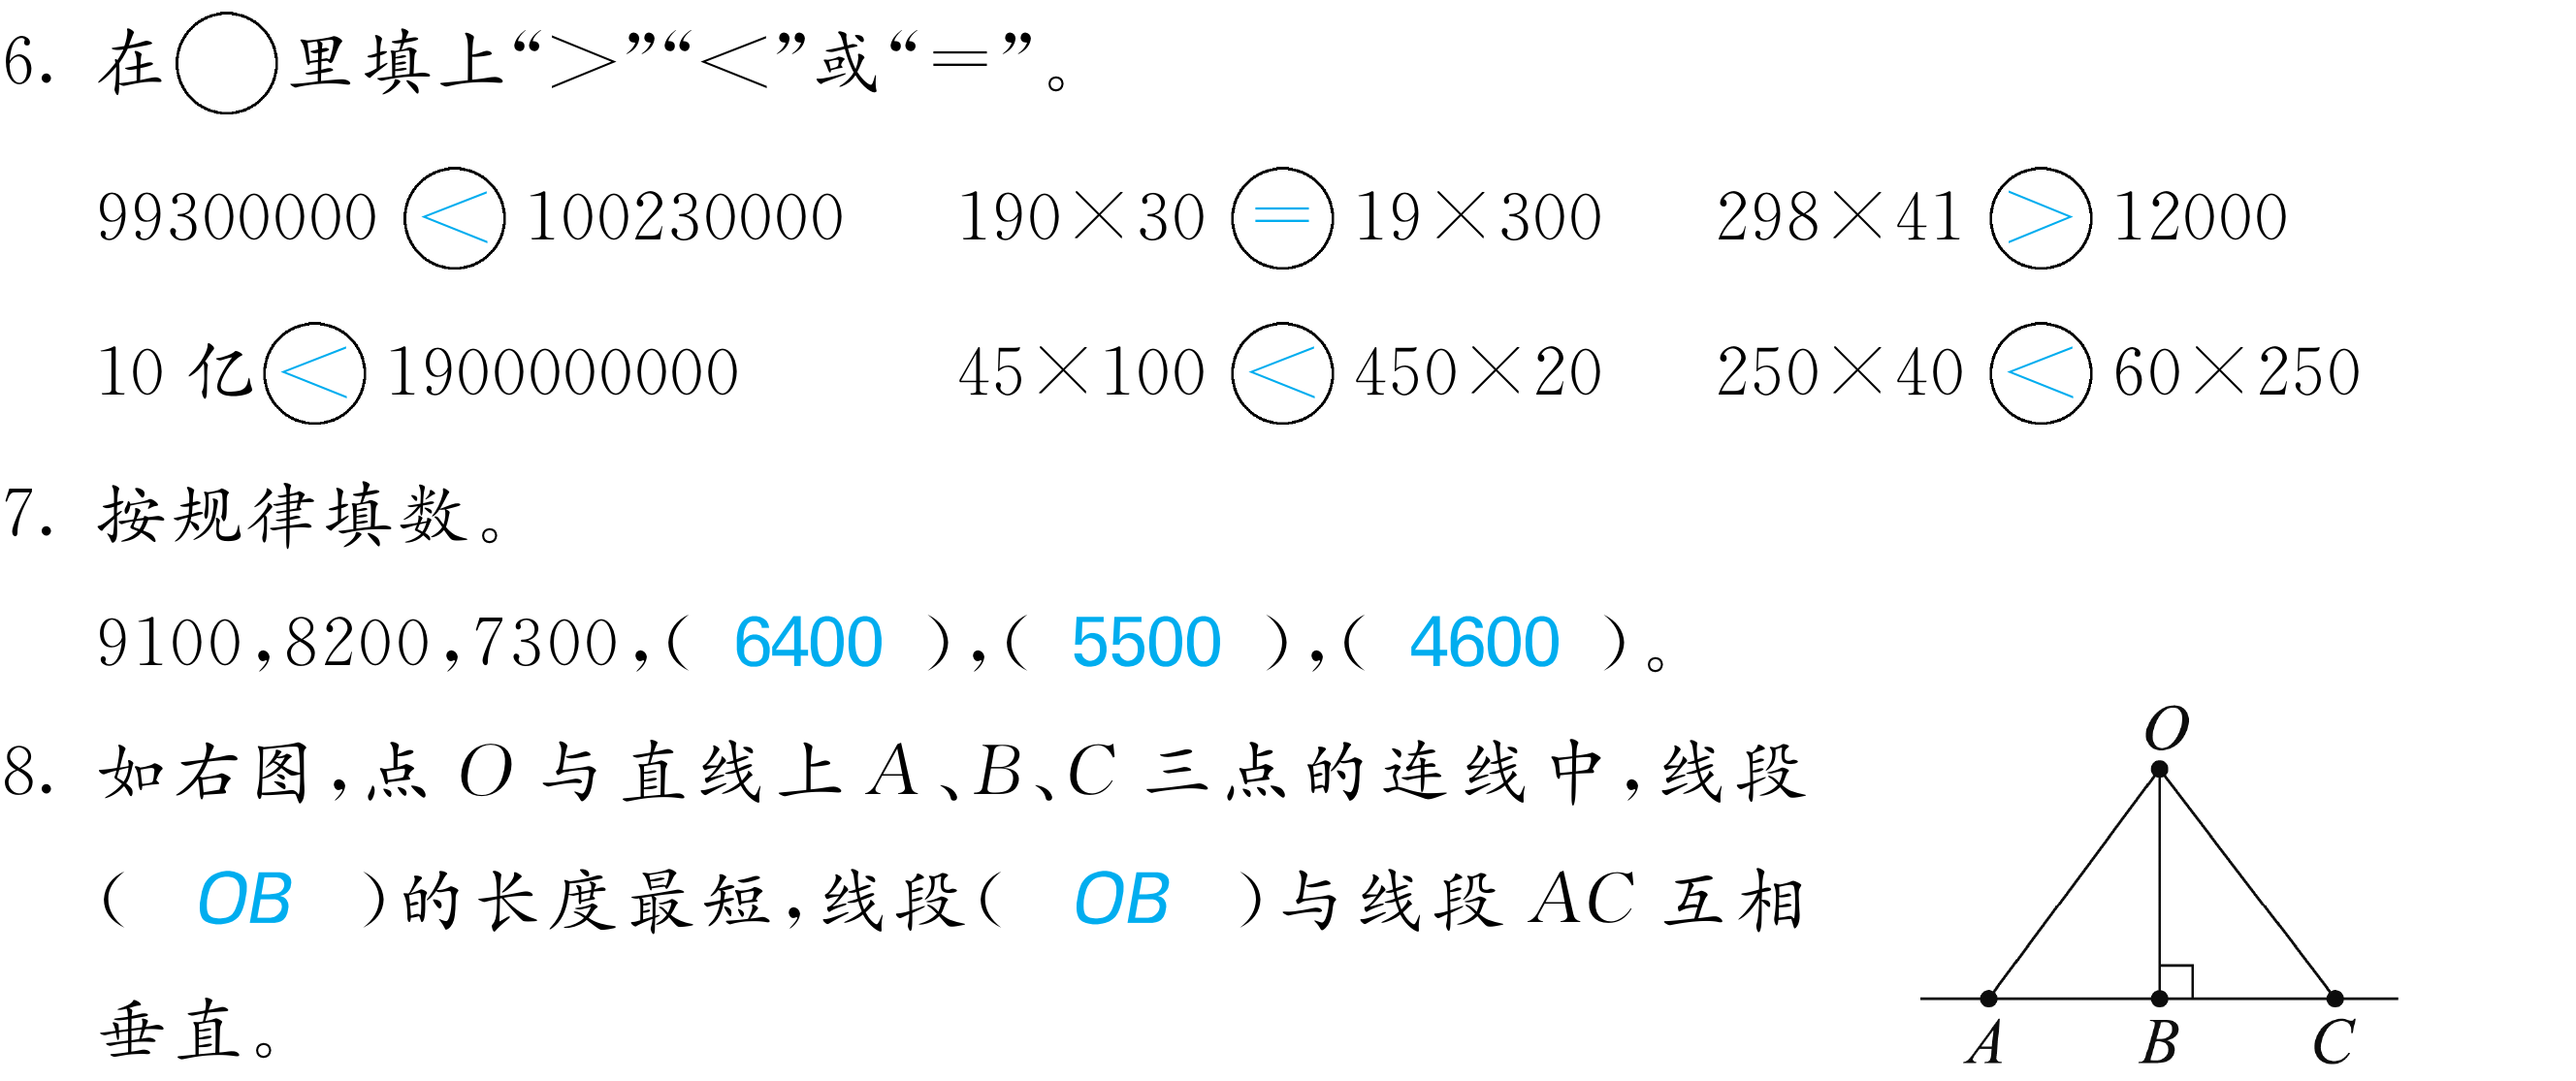 6. 在○里填上“>”“<”或“=”。
99300000 < 100230000 190×30 = 19×300 298×41 > 12000
10 亿 < 1900000000 45×100 < 450×20 250×40 < 60×250
7. 按规律填数。
9100,8200,7300,( 6400 ),( 5500 ),( 4600 )。
8. 如右图,点 O 与直线上 A、B、C 三点的连线中,线段
( OB )的长度最短,线段( OB )与线段 AC 互相
垂直。
O
A B C